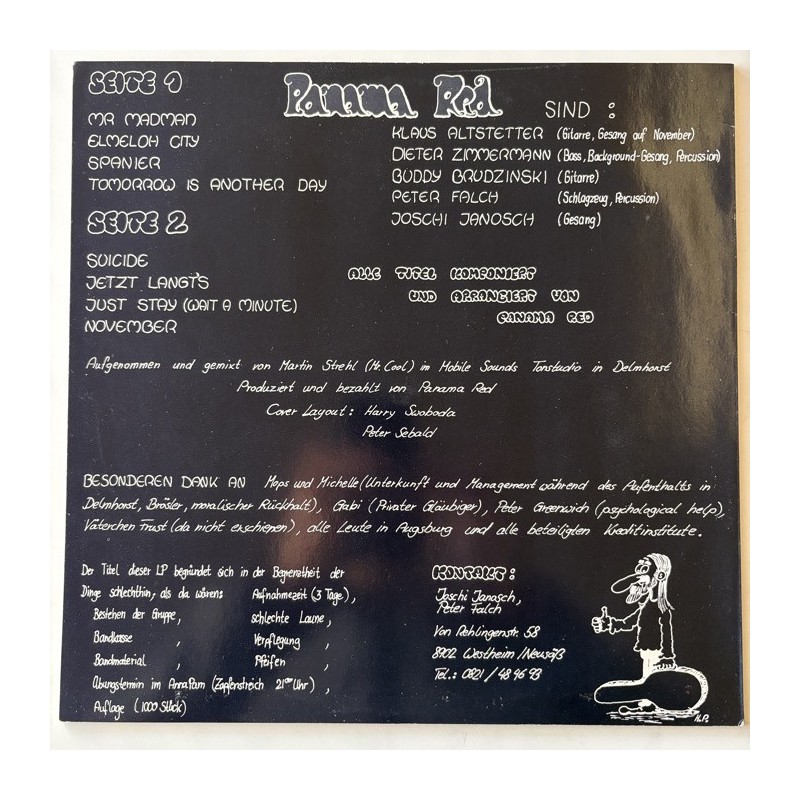 SEITE 1
MR MADMAN
ELMELOH CITY
SPANIER
TOMORROW IS ANOTHER DAY
SEITE 2
SUICIDE
JETZT LANGT'S
JUST STAY (WAIT A MINUTE)
NOVEMBER
Panama Red SIND :
KLAUS ALTSTETTER (Gitarre, Gesang auf November)
DIETER ZIMMERMANN (Bass, Background-Gesang, Percussion)
BUDDY BRUDZINSKI (Gitarre)
PETER FALCH (Schlagzeug, Percussion)
JOSCHI JANOSCH (Gesang)
ALLE TITEL KOMPONIERT
UND ARRANGIERT VON
PANAMA RED
Aufgenommen und gemixt von Martin Strehl (Mr. Cool) im Mobile Sounds Tonstudio in Delmhorst
Produziert und bezahlt von Panama Red
Cover Layout: Harry Swoboda
Peter Sebald
BESONDEREN DANK AN Mops und Michelle (Unterkunft und Management während des Aufenthalts in
Delmhorst, Brösler, moralischer Rückhalt), Gabi (Privater Gläubiger), Peter Greenwich (psychological help),
Väterchen Frust (da nicht erschienen), alle Leute in Augsburg und alle beteiligten Kreditinstitute.
Der Titel dieser LP begründet sich in der Begrenztheit der
Dinge schlechthin, als da wären: Aufnahmezeit (3 Tage),
Bestehen der Gruppe, schlechte Laune,
Bandkasse, Verpflegung,
Bandmaterial, Pfeifen,
Übungstermin im (Zapfenstreich 21⁰⁰ Uhr),
Auflage (1000 Stück)
KONTAKT:
Joschi Janosch,
Peter Falch
Von Rehlingenstr. 58
8902 Westheim/Neusäß
Tel.: 0821/48 96 93
H.P.